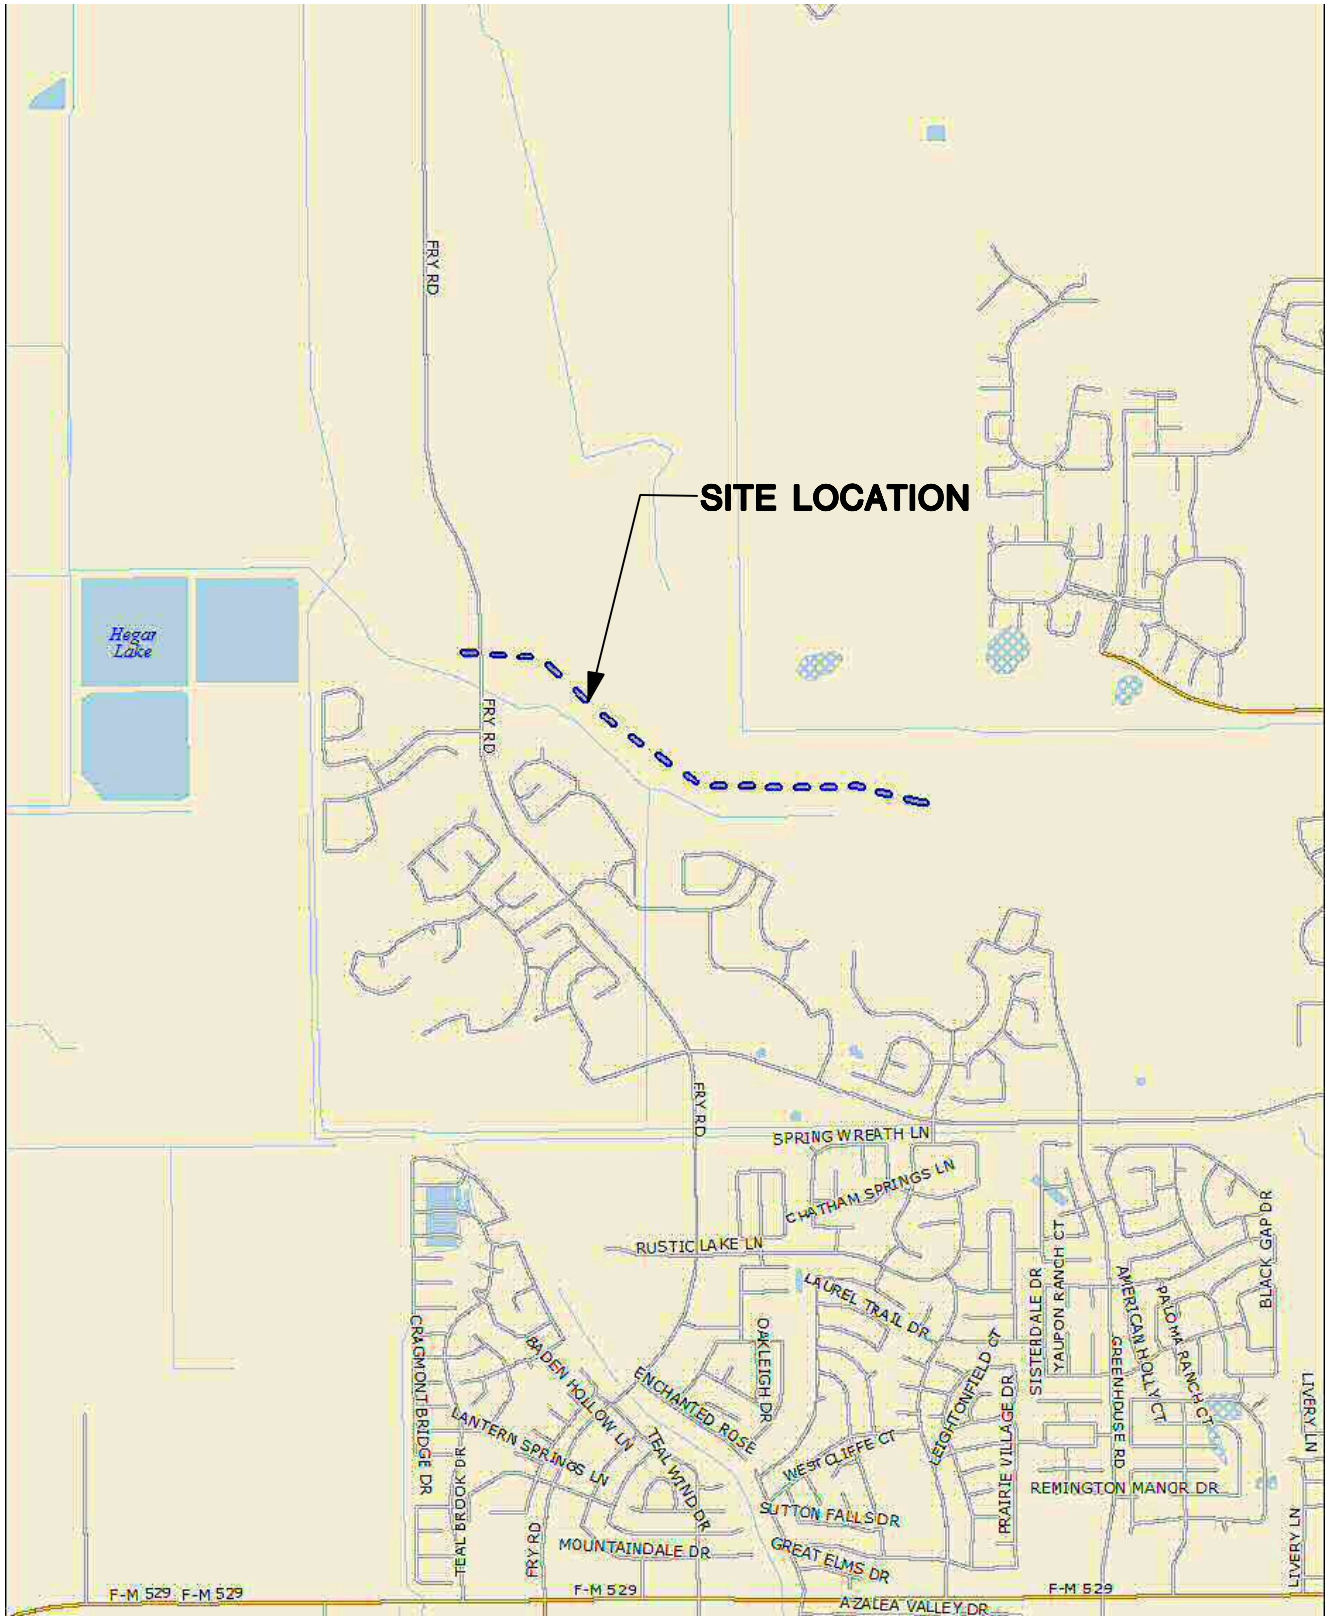 FRY RD
SITE LOCATION
Hegar
Lake
FRY RD
FRY RD
SPRING WREATH LN
CHATHAM SPRINGS LN
RUSTIC LAKE LN
LAUREL TRAIL DR
OAKLEIGH DR
SISTERDALE DR
YAUPON RANCH CT
BLACK GAP DR
AMERICAN HOLLY CT
PALOMA RANCH CT
GREENHOUSE RD
CRAGMONT BRIDGE DR
BADEN HOLLOW LN
ENCHANTED ROSE
LEIGHTONFIELD CT
PRAIRIE VILLAGE DR
LIVERY LN
LANTERN SPRINGS LN
TEAL WIND DR
WESTCLIFFE CT
TEAL BROOK DR
REMINGTON MANOR DR
SUTTON FALLS DR
FRY RD
MOUNTAINDALE DR
GREAT ELMS DR
LIVERY LN
F-M 529
F-M 529
F-M 529
F-M 529
AZALEA VALLEY DR